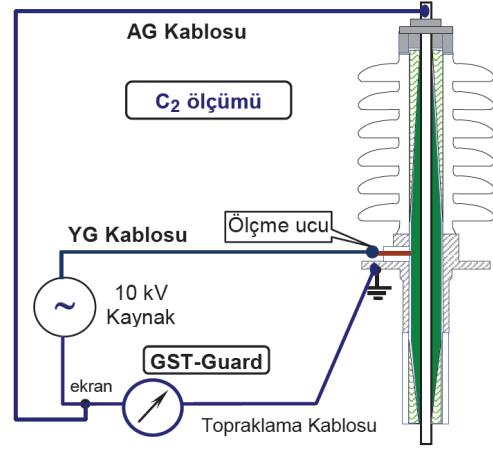 AG Kablosu
C2 ölçümü
Ölçme ucu
YG Kablosu
~
10 kV
Kaynak
GST-Guard
ekran
Topraklama Kablosu